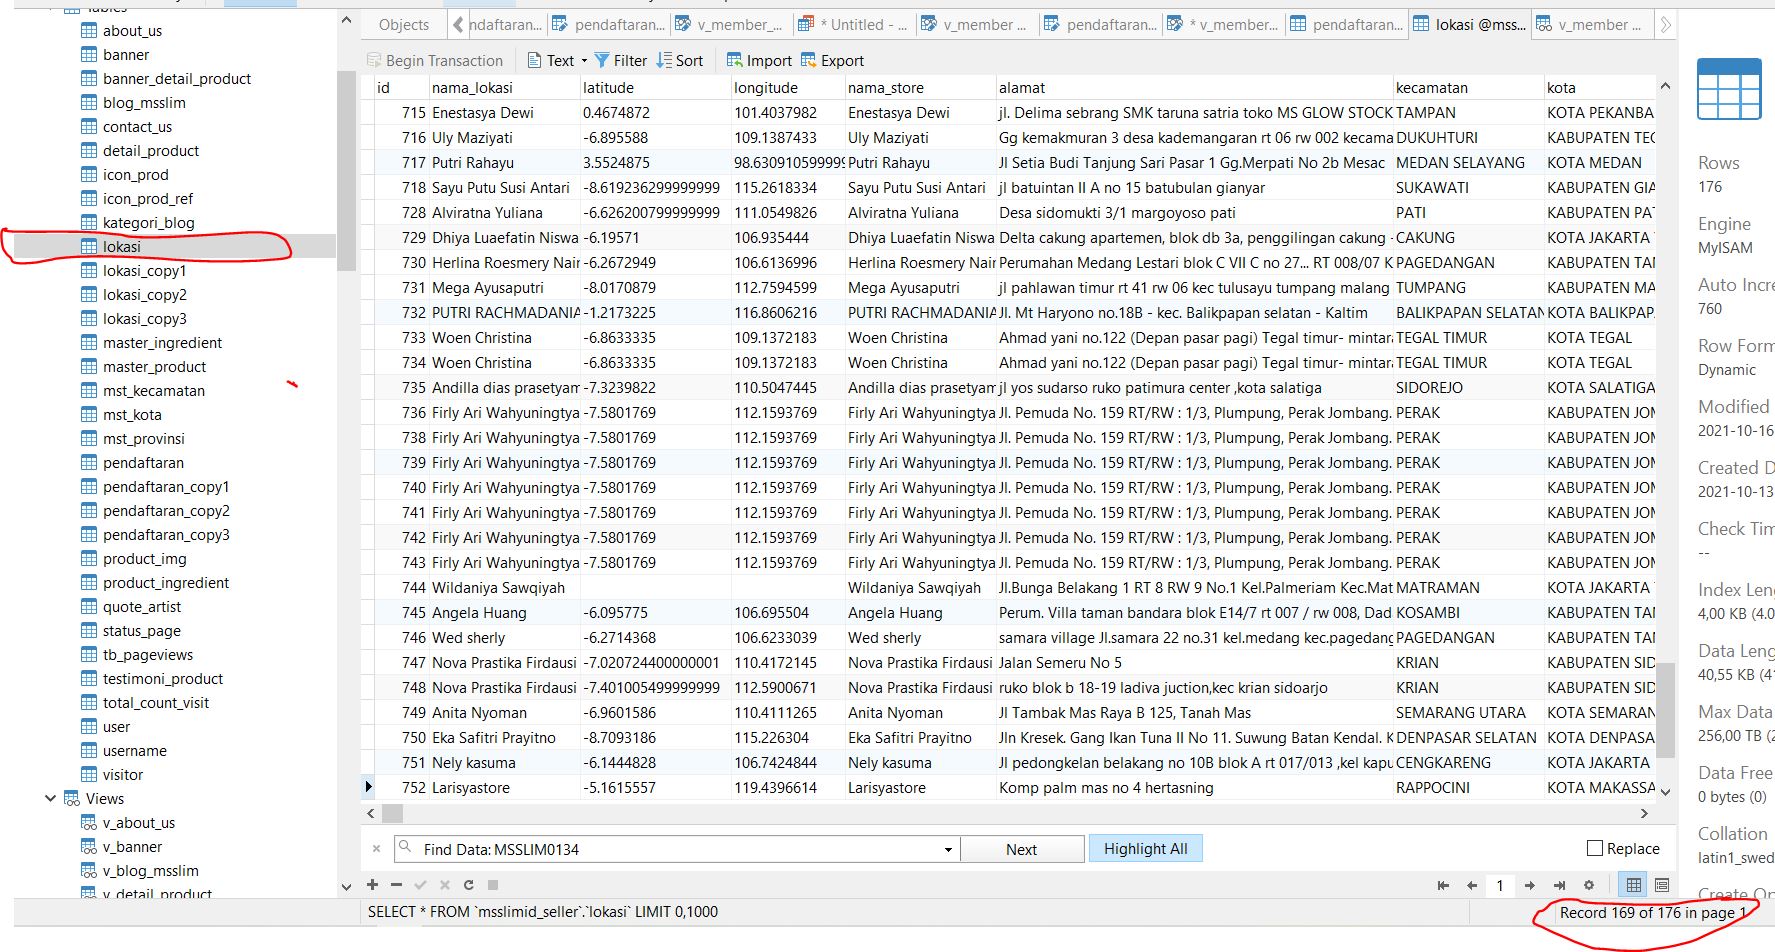 Tables
about_us
banner
banner_detail_product
blog_msslim
contact_us
detail_product
icon_prod
icon_prod_ref
kategori_blog
lokasi
lokasi_copy1
lokasi_copy2
lokasi_copy3
master_ingredient
master_product
mst_kecamatan
mst_kota
mst_provinsi
pendaftaran
pendaftaran_copy1
pendaftaran_copy2
pendaftaran_copy3
product_img
product_ingredient
quote_artist
status_page
tb_pageviews
testimoni_product
total_count_visit
user
username
visitor
Views
v_about_us
v_banner
v_blog_msslim
v_detail_product
Objects ndaftaran... pendaftaran... v_member_... * Untitled - ... v_member ... pendaftaran... * v_member... pendaftaran... lokasi @mss... v_member ...
Begin Transaction Text Filter Sort Import Export
id nama_lokasi latitude longitude nama_store alamat kecamatan kota
715 Enestasya Dewi 0.4674872 101.4037982 Enestasya Dewi jl. Delima sebrang SMK taruna satria toko MS GLOW STOCK TAMPAN KOTA PEKANBA
716 Uly Maziyati -6.895588 109.1387433 Uly Maziyati Gg kemakmuran 3 desa kademangaran rt 06 rw 002 kecama DUKUHTURI KABUPATEN TEG
717 Putri Rahayu 3.5524875 98.6309105999999 Putri Rahayu Jl Setia Budi Tanjung Sari Pasar 1 Gg.Merpati No 2b Mesac MEDAN SELAYANG KOTA MEDAN
718 Sayu Putu Susi Antari -8.619236299999999 115.2618334 Sayu Putu Susi Antari jl batuintan II A no 15 batubulan gianyar SUKAWATI KABUPATEN GIA
728 Alviratna Yuliana -6.626200799999999 111.0549826 Alviratna Yuliana Desa sidomukti 3/1 margoyoso pati PATI KABUPATEN PAT
729 Dhiya Luaefatin Niswa -6.19571 106.935444 Dhiya Luaefatin Niswa Delta cakung apartemen, blok db 3a, penggilingan cakung - CAKUNG KOTA JAKARTA
730 Herlina Roesmery Nair -6.2672949 106.6136996 Herlina Roesmery Nair Perumahan Medang Lestari blok C VII C no 27... RT 008/07 K PAGEDANGAN KABUPATEN TAN
731 Mega Ayusaputri -8.0170879 112.7594599 Mega Ayusaputri jl pahlawan timur rt 41 rw 06 kec tulusayu tumpang malang TUMPANG KABUPATEN MA
732 PUTRI RACHMADANIA -1.2173225 116.8606216 PUTRI RACHMADANIA Jl. Mt Haryono no.18B - kec. Balikpapan selatan - Kaltim BALIKPAPAN SELATAN KOTA BALIKPAP
733 Woen Christina -6.8633335 109.1372183 Woen Christina Ahmad yani no.122 (Depan pasar pagi) Tegal timur- mintara TEGAL TIMUR KOTA TEGAL
734 Woen Christina -6.8633335 109.1372183 Woen Christina Ahmad yani no.122 (Depan pasar pagi) Tegal timur- mintara TEGAL TIMUR KOTA TEGAL
735 Andilla dias prasetyam -7.3239822 110.5047445 Andilla dias prasetyam jl yos sudarso ruko patimura center ,kota salatiga SIDOREJO KOTA SALATIGA
736 Firly Ari Wahyuningtya -7.5801769 112.1593769 Firly Ari Wahyuningtya Jl. Pemuda No. 159 RT/RW : 1/3, Plumpung, Perak Jombang. PERAK KABUPATEN JOM
738 Firly Ari Wahyuningtya -7.5801769 112.1593769 Firly Ari Wahyuningtya Jl. Pemuda No. 159 RT/RW : 1/3, Plumpung, Perak Jombang. PERAK KABUPATEN JOM
739 Firly Ari Wahyuningtya -7.5801769 112.1593769 Firly Ari Wahyuningtya Jl. Pemuda No. 159 RT/RW : 1/3, Plumpung, Perak Jombang. PERAK KABUPATEN JOM
740 Firly Ari Wahyuningtya -7.5801769 112.1593769 Firly Ari Wahyuningtya Jl. Pemuda No. 159 RT/RW : 1/3, Plumpung, Perak Jombang. PERAK KABUPATEN JOM
741 Firly Ari Wahyuningtya -7.5801769 112.1593769 Firly Ari Wahyuningtya Jl. Pemuda No. 159 RT/RW : 1/3, Plumpung, Perak Jombang. PERAK KABUPATEN JOM
742 Firly Ari Wahyuningtya -7.5801769 112.1593769 Firly Ari Wahyuningtya Jl. Pemuda No. 159 RT/RW : 1/3, Plumpung, Perak Jombang. PERAK KABUPATEN JOM
743 Firly Ari Wahyuningtya -7.5801769 112.1593769 Firly Ari Wahyuningtya Jl. Pemuda No. 159 RT/RW : 1/3, Plumpung, Perak Jombang. PERAK KABUPATEN JOM
744 Wildaniya Sawqiyah Wildaniya Sawqiyah Jl.Bunga Belakang 1 RT 8 RW 9 No.1 Kel.Palmeriam Kec.Mat MATRAMAN KOTA JAKARTA
745 Angela Huang -6.095775 106.695504 Angela Huang Perum. Villa taman bandara blok E14/7 rt 007 / rw 008, Dad KOSAMBI KABUPATEN TAN
746 Wed sherly -6.2714368 106.6233039 Wed sherly samara village Jl.samara 22 no.31 kel.medang kec.pagedang PAGEDANGAN KABUPATEN TAN
747 Nova Prastika Firdausi -7.020724400000001 110.4172145 Nova Prastika Firdausi Jalan Semeru No 5 KRIAN KABUPATEN SID
748 Nova Prastika Firdausi -7.401005499999999 112.5900671 Nova Prastika Firdausi ruko blok b 18-19 ladiva juction,kec krian sidoarjo KRIAN KABUPATEN SID
749 Anita Nyoman -6.9601586 110.4111265 Anita Nyoman Jl Tambak Mas Raya B 125, Tanah Mas SEMARANG UTARA KOTA SEMARAN
750 Eka Safitri Prayitno -8.7093186 115.226304 Eka Safitri Prayitno Jln Kresek. Gang Ikan Tuna II No 11. Suwung Batan Kendal. K DENPASAR SELATAN KOTA DENPASA
751 Nely kasuma -6.1444828 106.7424844 Nely kasuma Jl pedongkelan belakang no 10B blok A rt 017/013 ,kel kapu CENGKARENG KOTA JAKARTA
752 Larisyastore -5.1615557 119.4396614 Larisyastore Komp palm mas no 4 hertasning RAPPOCINI KOTA MAKASSA
Find Data: MSSLIM0134 Next Highlight All Replace
1
SELECT * FROM `msslimid_seller`.`lokasi` LIMIT 0,1000 Record 169 of 176 in page 1
Rows
176
Engine
MyISAM
Auto Incre
760
Row Form
Dynamic
Modified
2021-10-16
Created D
2021-10-13
Check Tim
--
Index Leng
4,00 KB (4.0
Data Leng
40,55 KB (41
Max Data
256,00 TB (2
Data Free
0 bytes (0)
Collation
latin1_swed
Create Op